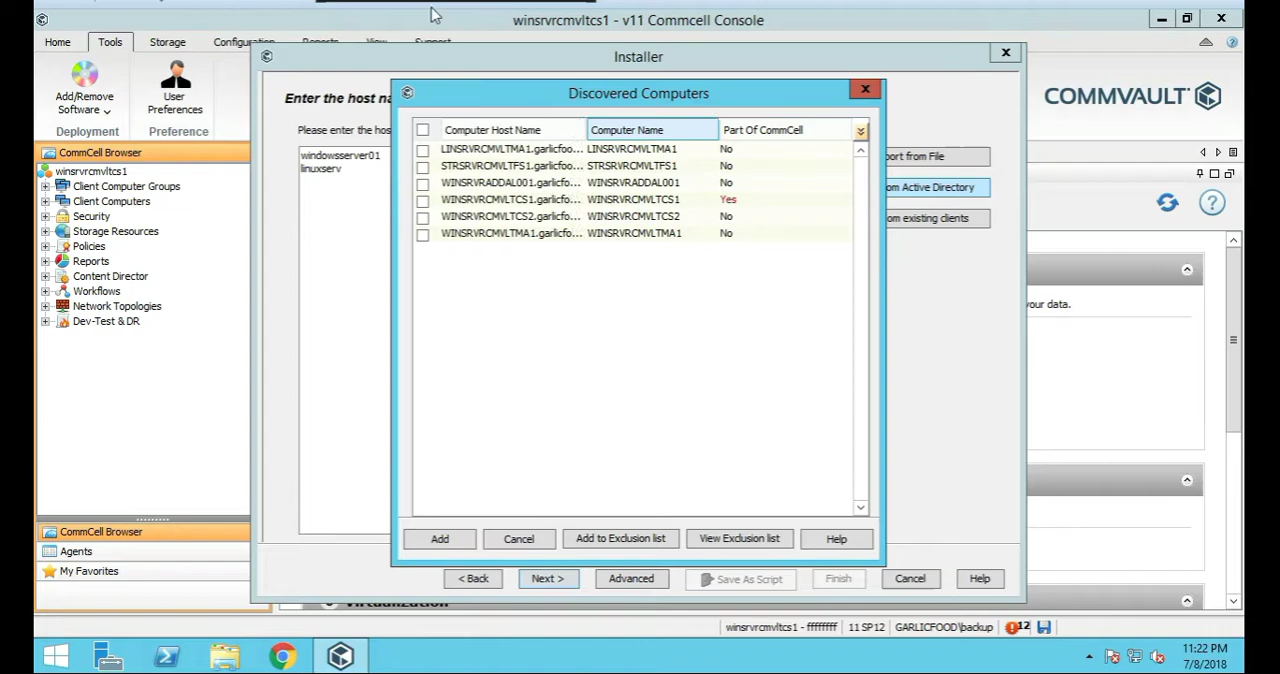 winsrvrcmvltcs1 - v11 Commcell Console
Home Tools Storage Configuration Reports View Support
Add/Remove Software
Deployment
User Preferences
Preference
COMMVAULT
CommCell Browser
winsrvrcmvltcs1
Client Computer Groups
Client Computers
Security
Storage Resources
Policies
Reports
Content Director
Workflows
Network Topologies
Dev-Test & DR
CommCell Browser
Agents
My Favorites
Installer
Enter the host na
Please enter the hos
windowsserver01
linuxserv
port from File
om Active Directory
om existing clients
Discovered Computers
Computer Host Name Computer Name Part Of CommCell
LINSRVRCMVLTMA1.garlicfoo... LINSRVRCMVLTMA1 No
STRSRVRCMVLTFS1.garlicfo... STRSRVRCMVLTFS1 No
WINSRVRADDAL001.garlicfo... WINSRVRADDAL001 No
WINSRVRCMVLTCS1.garlicfo... WINSRVRCMVLTCS1 Yes
WINSRVRCMVLTCS2.garlicfo... WINSRVRCMVLTCS2 No
WINSRVRCMVLTMA1.garlicfo... WINSRVRCMVLTMA1 No
Add Cancel Add to Exclusion list View Exclusion list Help
< Back Next > Advanced Save As Script Finish Cancel Help
your data.
Virtualization
winsrvrcmvltcs1 - ffffffff 11 SP12 GARLICFOOD\backup 12
11:22 PM
7/8/2018